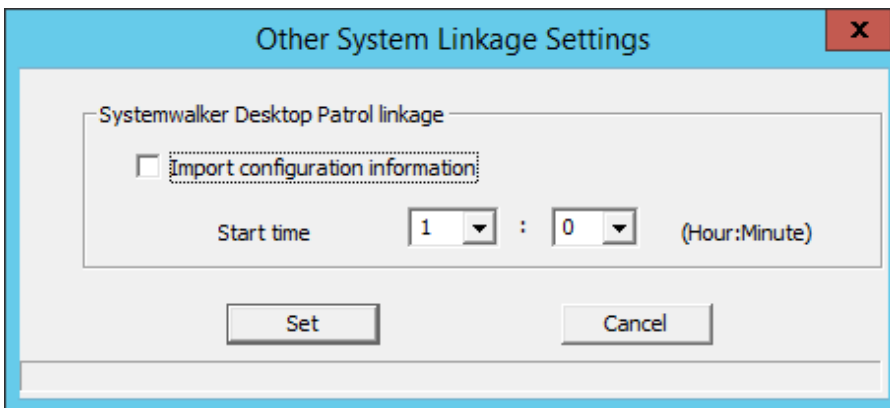 Other System Linkage Settings
x
Systemwalker Desktop Patrol linkage
Import configuration information
Start time 1 : 0 (Hour:Minute)
Set Cancel